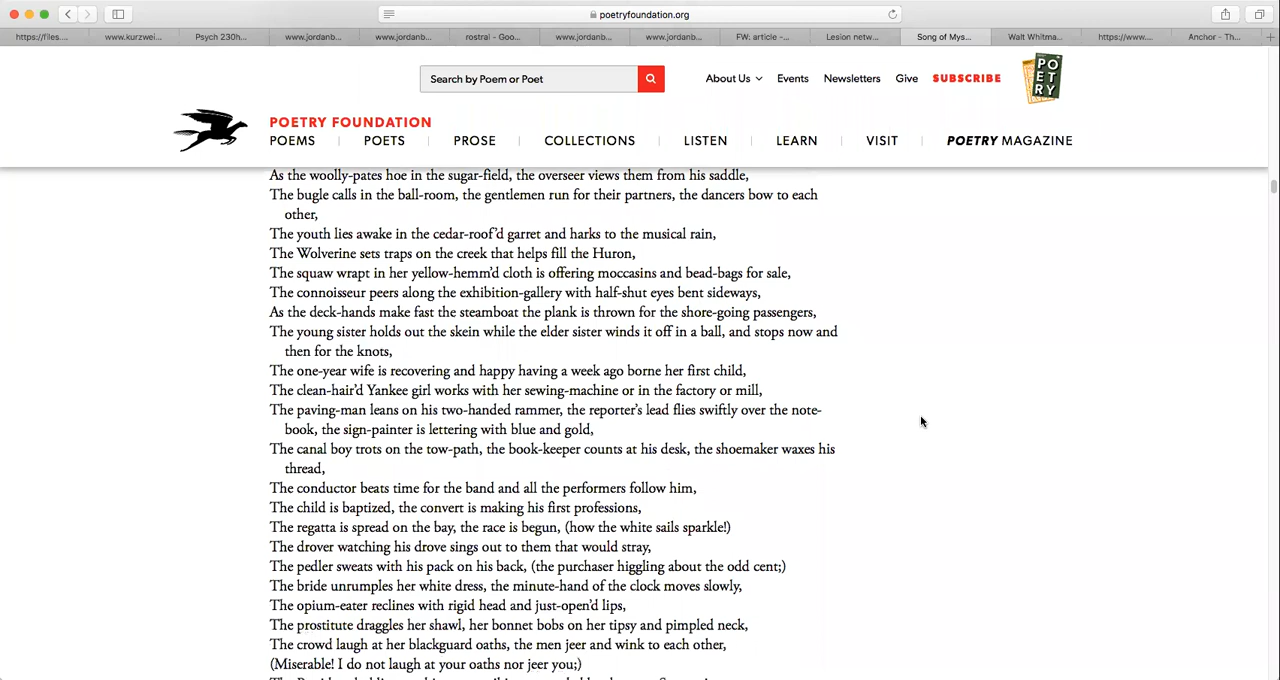 poetryfoundation.org
https://files....
www.kurzwei...
Psych 230h...
www.jordanb...
www.jordanb...
rostral - Goo...
www.jordanb...
www.jordanb...
FW: article -...
Lesion netw...
Song of Mys...
Walt Whitma...
https://www....
Anchor - Th...
Search by Poem or Poet
About Us
Events
Newsletters
Give
SUBSCRIBE
PO
ET
RY
POETRY FOUNDATION
POEMS
POETS
PROSE
COLLECTIONS
LISTEN
LEARN
VISIT
POETRY MAGAZINE
As the woolly-pates hoe in the sugar-field, the overseer views them from his saddle,
The bugle calls in the ball-room, the gentlemen run for their partners, the dancers bow to each
other,
The youth lies awake in the cedar-roof’d garret and harks to the musical rain,
The Wolverine sets traps on the creek that helps fill the Huron,
The squaw wrapt in her yellow-hemm’d cloth is offering moccasins and bead-bags for sale,
The connoisseur peers along the exhibition-gallery with half-shut eyes bent sideways,
As the deck-hands make fast the steamboat the plank is thrown for the shore-going passengers,
The young sister holds out the skein while the elder sister winds it off in a ball, and stops now and
then for the knots,
The one-year wife is recovering and happy having a week ago borne her first child,
The clean-hair’d Yankee girl works with her sewing-machine or in the factory or mill,
The paving-man leans on his two-handed rammer, the reporter’s lead flies swiftly over the note-
book, the sign-painter is lettering with blue and gold,
The canal boy trots on the tow-path, the book-keeper counts at his desk, the shoemaker waxes his
thread,
The conductor beats time for the band and all the performers follow him,
The child is baptized, the convert is making his first professions,
The regatta is spread on the bay, the race is begun, (how the white sails sparkle!)
The drover watching his drove sings out to them that would stray,
The pedler sweats with his pack on his back, (the purchaser higgling about the odd cent;)
The bride unrumples her white dress, the minute-hand of the clock moves slowly,
The opium-eater reclines with rigid head and just-open’d lips,
The prostitute draggles her shawl, her bonnet bobs on her tipsy and pimpled neck,
The crowd laugh at her blackguard oaths, the men jeer and wink to each other,
(Miserable! I do not laugh at your oaths nor jeer you;)